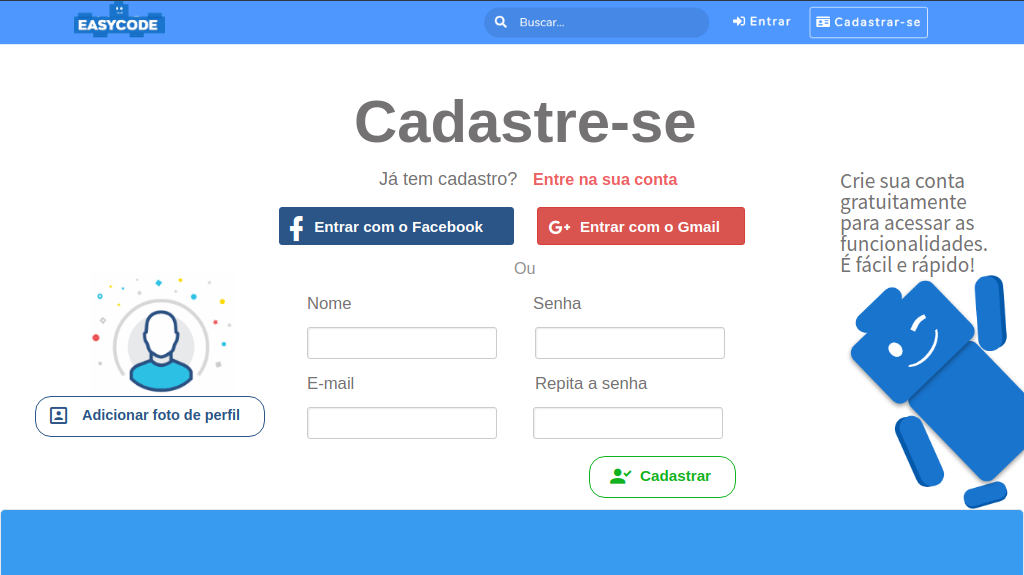 EASYCODE
Buscar...
Entrar
Cadastrar-se
Cadastre-se
Já tem cadastro? Entre na sua conta
Entrar com o Facebook
G+ Entrar com o Gmail
Ou
Nome
Senha
E-mail
Repita a senha
Cadastrar
Adicionar foto de perfil
Crie sua conta
gratuitamente
para acessar as
funcionalidades.
É fácil e rápido!